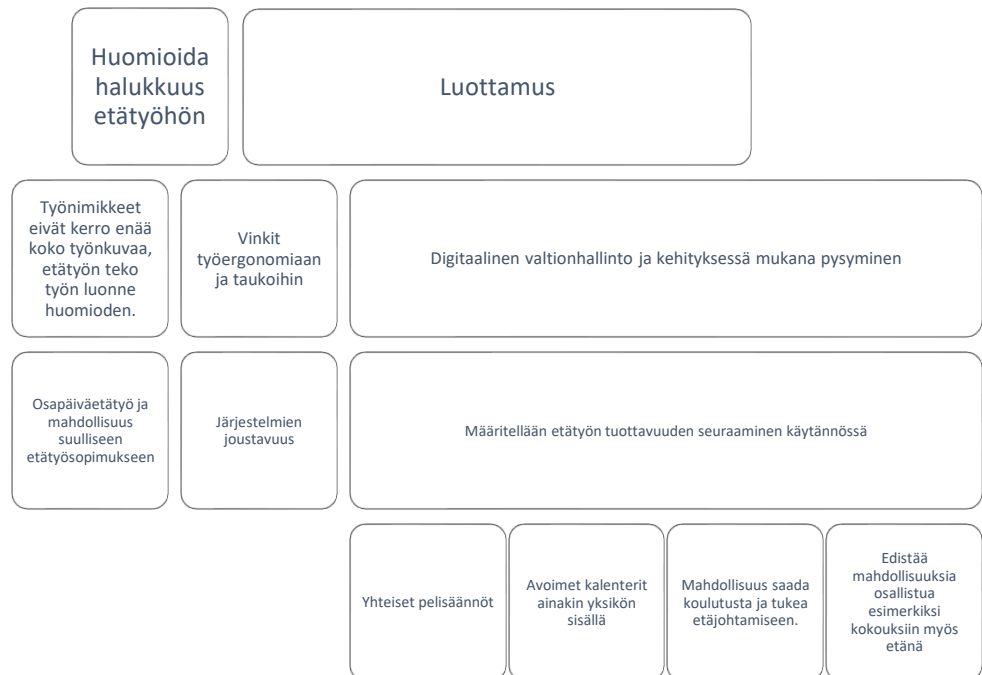 Huomioida
halukkuus
etätyöhön
Luottamus
Työnimikkeet
eivät kerro enää
koko työnkuvaa,
etätyön teko
työn luonne
huomioden.
Vinkit
työergonomiaan
ja taukoihin
Digitaalinen valtionhallinto ja kehityksessä mukana pysyminen
Osapäiväetätyö ja
mahdollisuus
suulliseen
etätyösopimukseen
Järjestelmien
joustavuus
Määritellään etätyön tuottavuuden seuraaminen käytännössä
Yhteiset pelisäännöt
Avoimet kalenterit
ainakin yksikön
sisällä
Mahdollisuus saada
koulutusta ja tukea
etäjohtamiseen.
Edistää
mahdollisuuksia
osallistua
esimerkiksi
kokouksiin myös
etänä